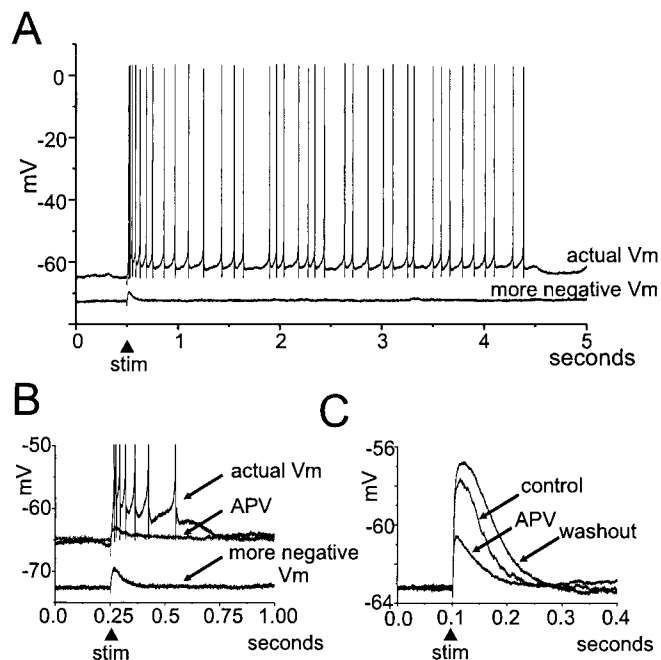 A
0
-20
-40
-60
mV
actual Vm
more negative Vm
0 1 2 3 4 5
stim
seconds
B
-50
-60
-70
mV
actual Vm
APV
more negative
Vm
0.0 0.25 0.50 0.75 1.00
stim
seconds
C
-56
-60
-64
mV
control
APV
washout
0.0 0.1 0.2 0.3 0.4
stim
seconds